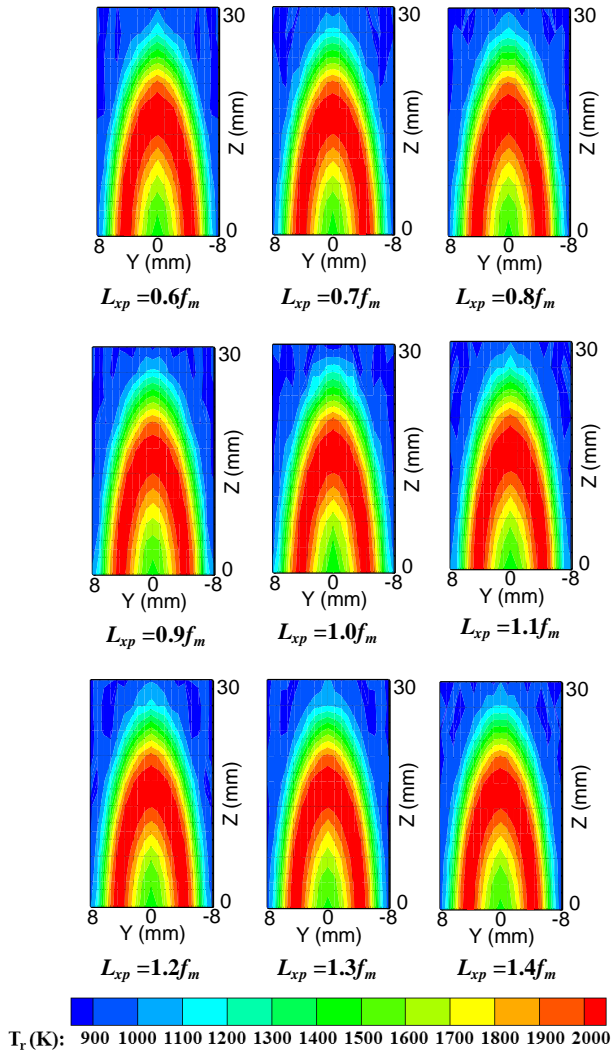 30 30 30
Z (mm) Z (mm) Z (mm)
0 0 0
8 0 -8 8 0 -8 8 0 -8
Y (mm) Y (mm) Y (mm)
L_xp =0.6f_m L_xp =0.7f_m L_xp =0.8f_m
30 30 30
Z (mm) Z (mm) Z (mm)
0 0 0
8 0 -8 8 0 -8 8 0 -8
Y (mm) Y (mm) Y (mm)
L_xp =0.9f_m L_xp =1.0f_m L_xp =1.1f_m
30 30 30
Z (mm) Z (mm) Z (mm)
0 0 0
8 0 -8 8 0 -8 8 0 -8
Y (mm) Y (mm) Y (mm)
L_xp =1.2f_m L_xp =1.3f_m L_xp =1.4f_m
T_r (K): 900 1000 1100 1200 1300 1400 1500 1600 1700 1800 1900 2000